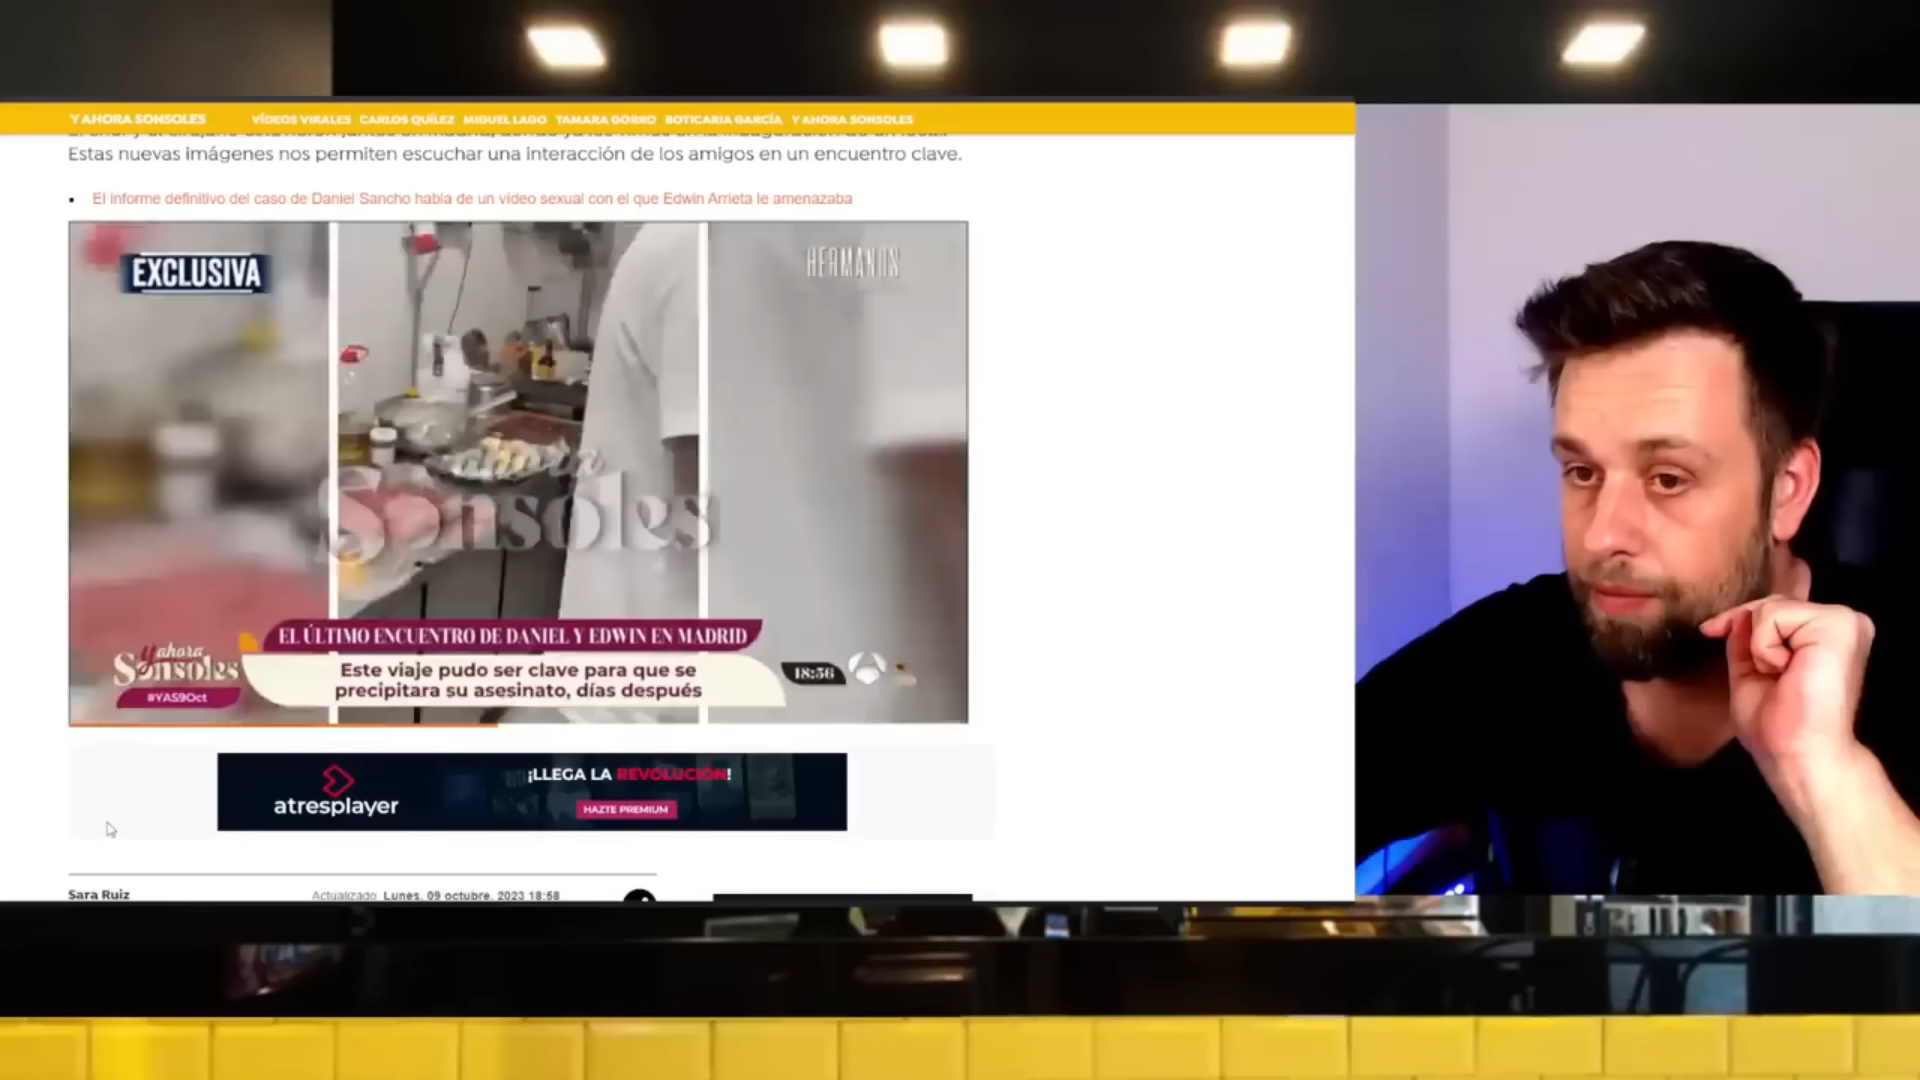 Y AHORA SONSOLES VÍDEOS VIRALES CARLOS QUÍLEZ MIGUEL LAGO TAMARA GORRO BOTICARIA GARCÍA Y AHORA SONSOLES
Estas nuevas imágenes nos permiten escuchar una interacción de los amigos en un encuentro clave.
El informe definitivo del caso de Daniel Sancho habla de un vídeo sexual con el que Edwin Arrieta le amenazaba
EXCLUSIVA
HERMANOS
y ahora
Sonsoles
EL ÚLTIMO ENCUENTRO DE DANIEL Y EDWIN EN MADRID
Este viaje pudo ser clave para que se
precipitara su asesinato, días después
18:56
y ahora
Sonsoles
#YAS9Oct
atresplayer
¡LLEGA LA REVOLUCIÓN!
HAZTE PREMIUM
Sara Ruiz
Actualizado: Lunes, 09 octubre, 2023 18:58